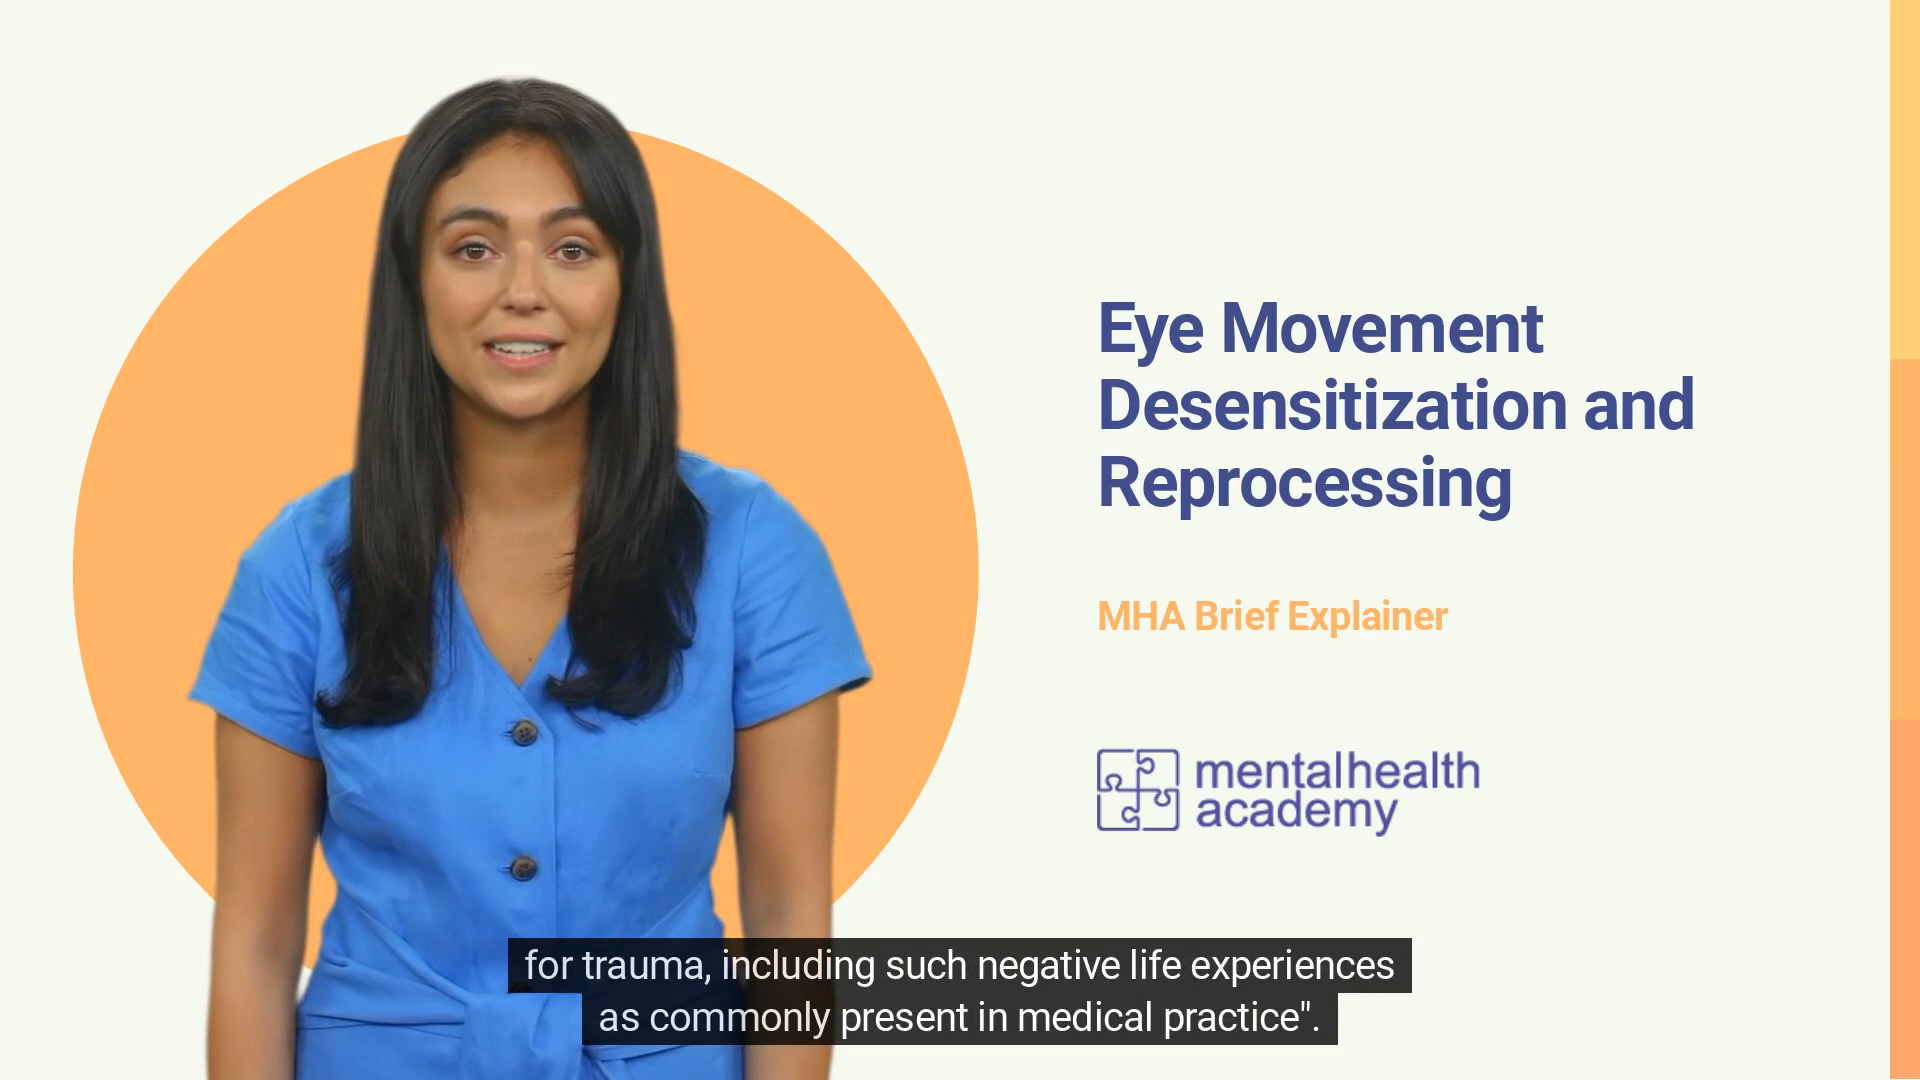 Eye Movement
Desensitization and
Reprocessing
MHA Brief Explainer
mentalhealth
academy
for trauma, including such negative life experiences
as commonly present in medical practice".